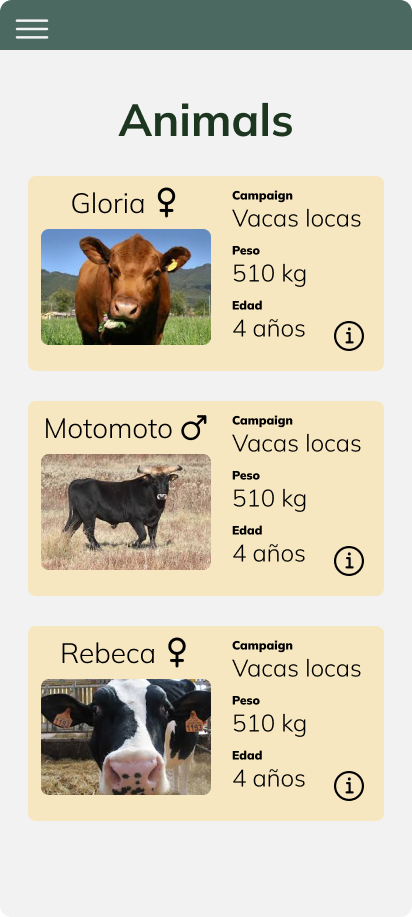 Animals
Gloria ♀
Campaign
Vacas locas
Peso
510 kg
Edad
4 años
Motomoto ♂
Campaign
Vacas locas
Peso
510 kg
Edad
4 años
Rebeca ♀
Campaign
Vacas locas
Peso
510 kg
Edad
4 años